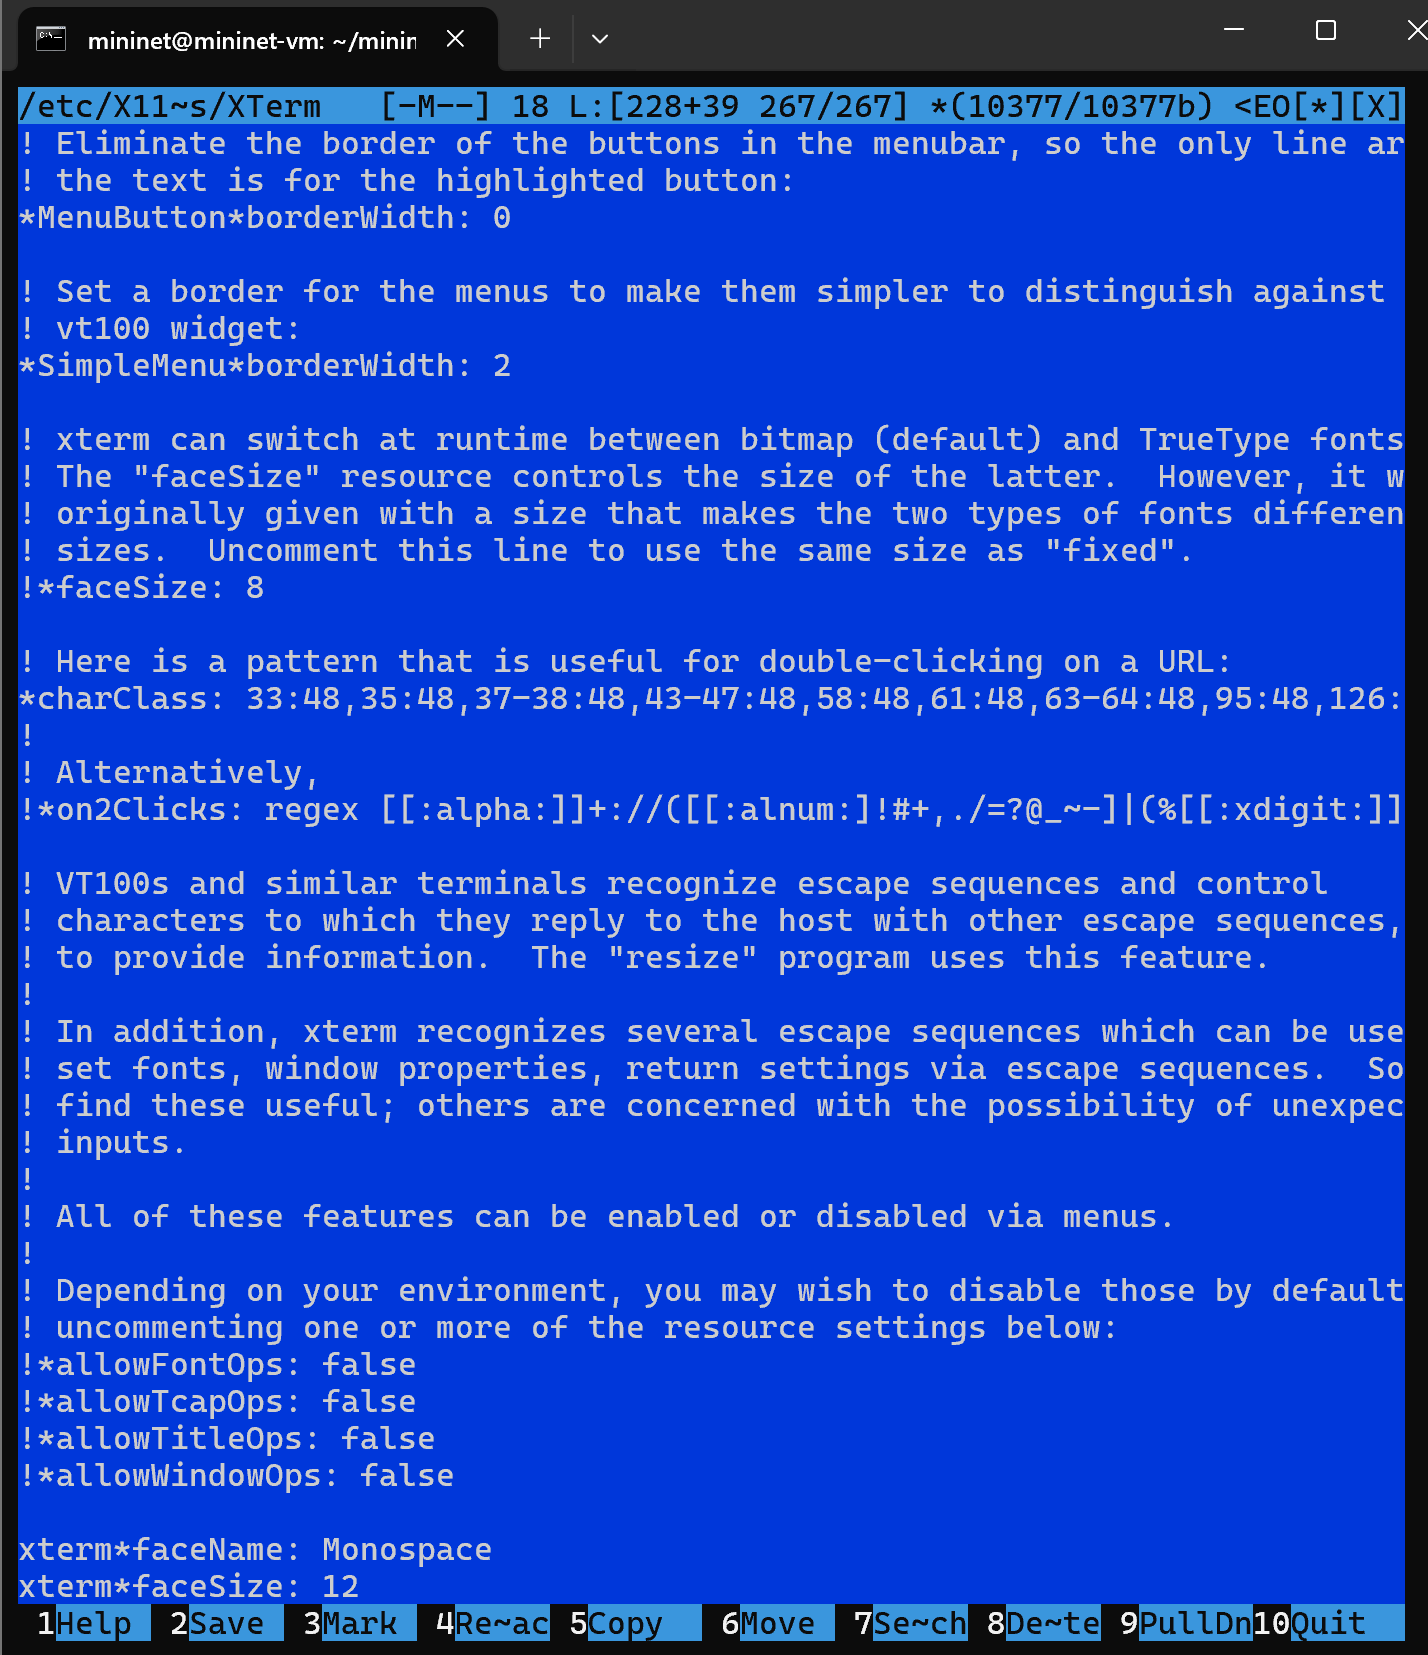 mininet@mininet-vm: ~/minin
/etc/X11~s/XTerm   [-M--] 18 L:[228+39 267/267] *(10377/10377b) <EO[*][X]
! Eliminate the border of the buttons in the menubar, so the only line ar
! the text is for the highlighted button:
*MenuButton*borderWidth: 0
! Set a border for the menus to make them simpler to distinguish against
! vt100 widget:
*SimpleMenu*borderWidth: 2
! xterm can switch at runtime between bitmap (default) and TrueType fonts
! The "faceSize" resource controls the size of the latter.  However, it w
! originally given with a size that makes the two types of fonts differen
! sizes.  Uncomment this line to use the same size as "fixed".
!*faceSize: 8
! Here is a pattern that is useful for double-clicking on a URL:
*charClass: 33:48,35:48,37-38:48,43-47:48,58:48,61:48,63-64:48,95:48,126:
!
! Alternatively,
!*on2Clicks: regex [[:alpha:]]+://([[:alnum:]!#+,./=?@_~-]|(%[[:xdigit:]]
! VT100s and similar terminals recognize escape sequences and control
! characters to which they reply to the host with other escape sequences,
! to provide information.  The "resize" program uses this feature.
!
! In addition, xterm recognizes several escape sequences which can be use
! set fonts, window properties, return settings via escape sequences.  So
! find these useful; others are concerned with the possibility of unexpec
! inputs.
!
! All of these features can be enabled or disabled via menus.
!
! Depending on your environment, you may wish to disable those by default
! uncommenting one or more of the resource settings below:
!*allowFontOps: false
!*allowTcapOps: false
!*allowTitleOps: false
!*allowWindowOps: false
xterm*faceName: Monospace
xterm*faceSize: 12
1Help 2Save 3Mark 4Re~ac 5Copy 6Move 7Se~ch 8De~te 9PullDn 10Quit